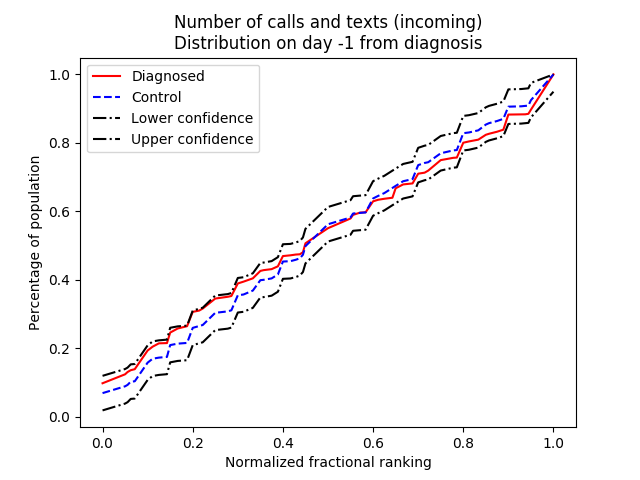 Number of calls and texts (incoming)
Distribution on day -1 from diagnosis
Diagnosed
Control
Lower confidence
Upper confidence
Percentage of population
1.0
0.8
0.6
0.4
0.2
0.0
0.0 0.2 0.4 0.6 0.8 1.0
Normalized fractional ranking